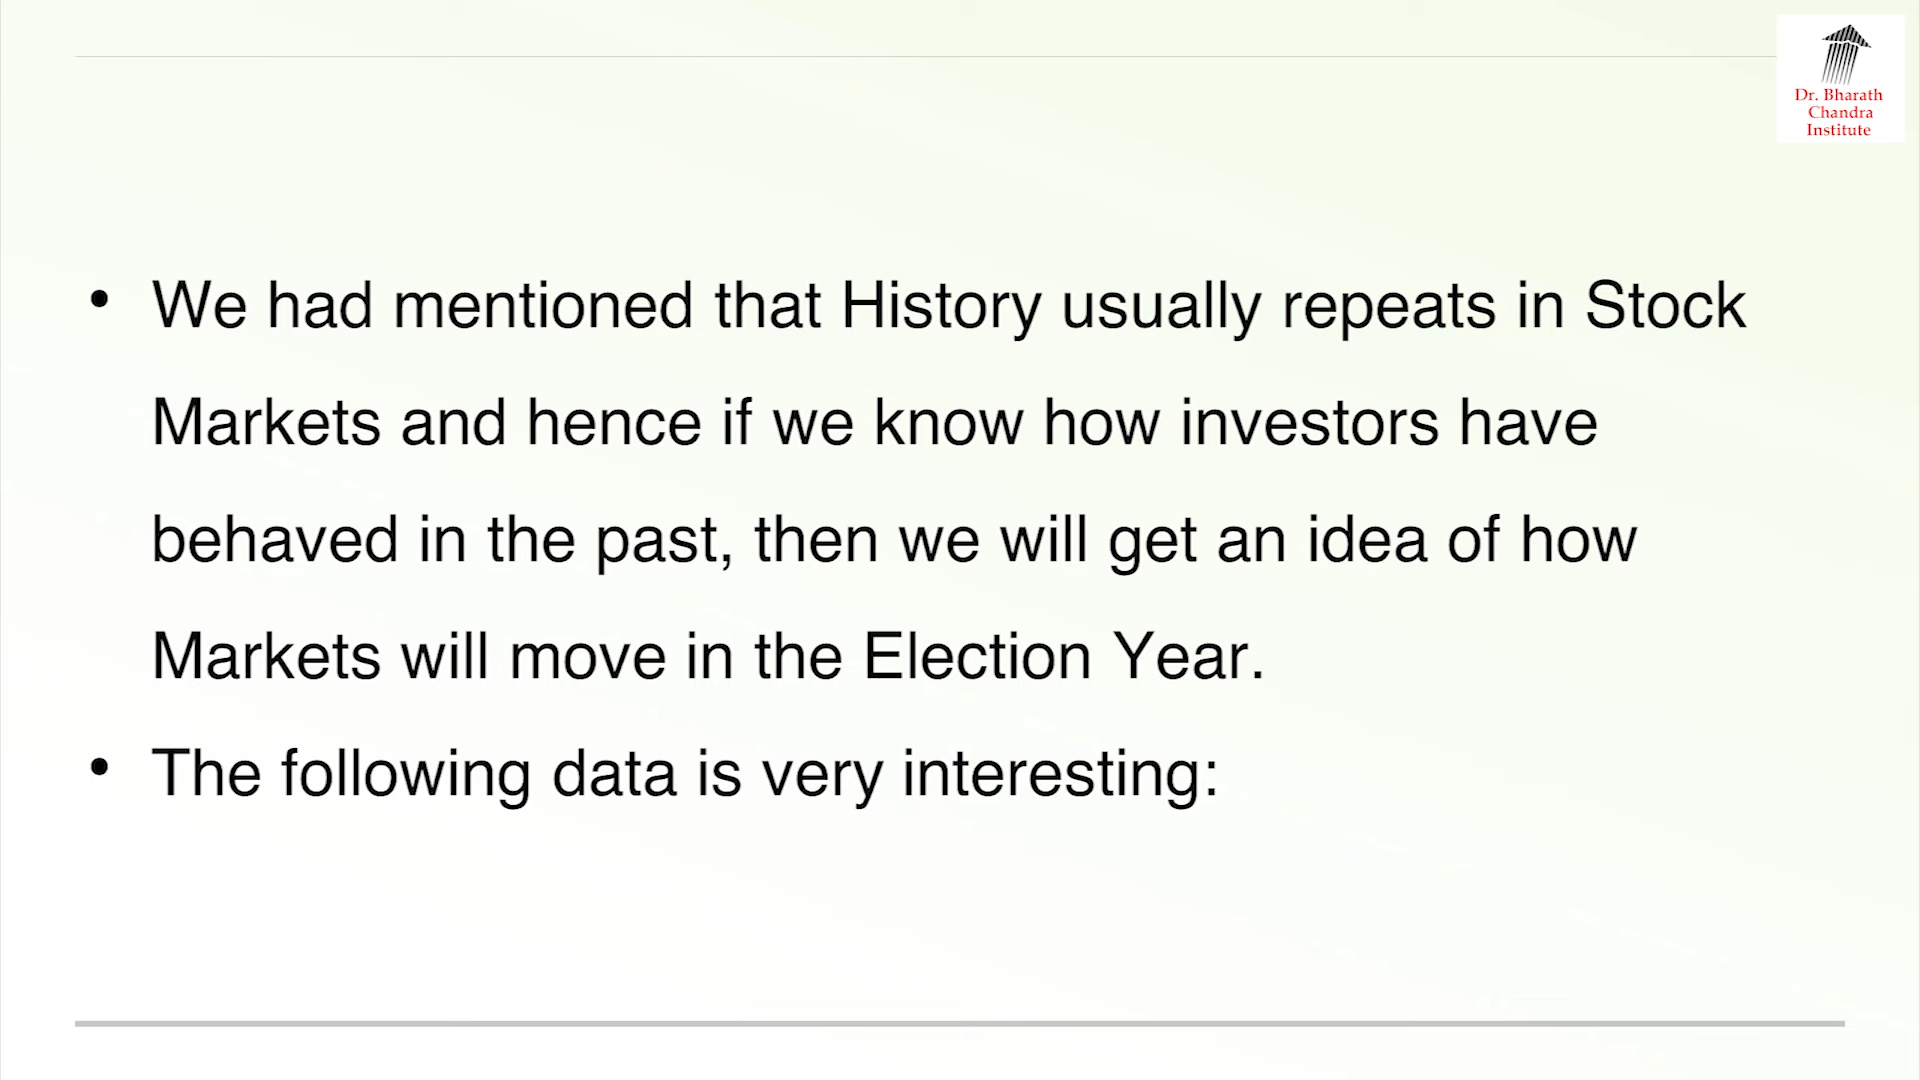 Dr. Bharath
Chandra
Institute
• We had mentioned that History usually repeats in Stock
Markets and hence if we know how investors have
behaved in the past, then we will get an idea of how
Markets will move in the Election Year.
• The following data is very interesting: